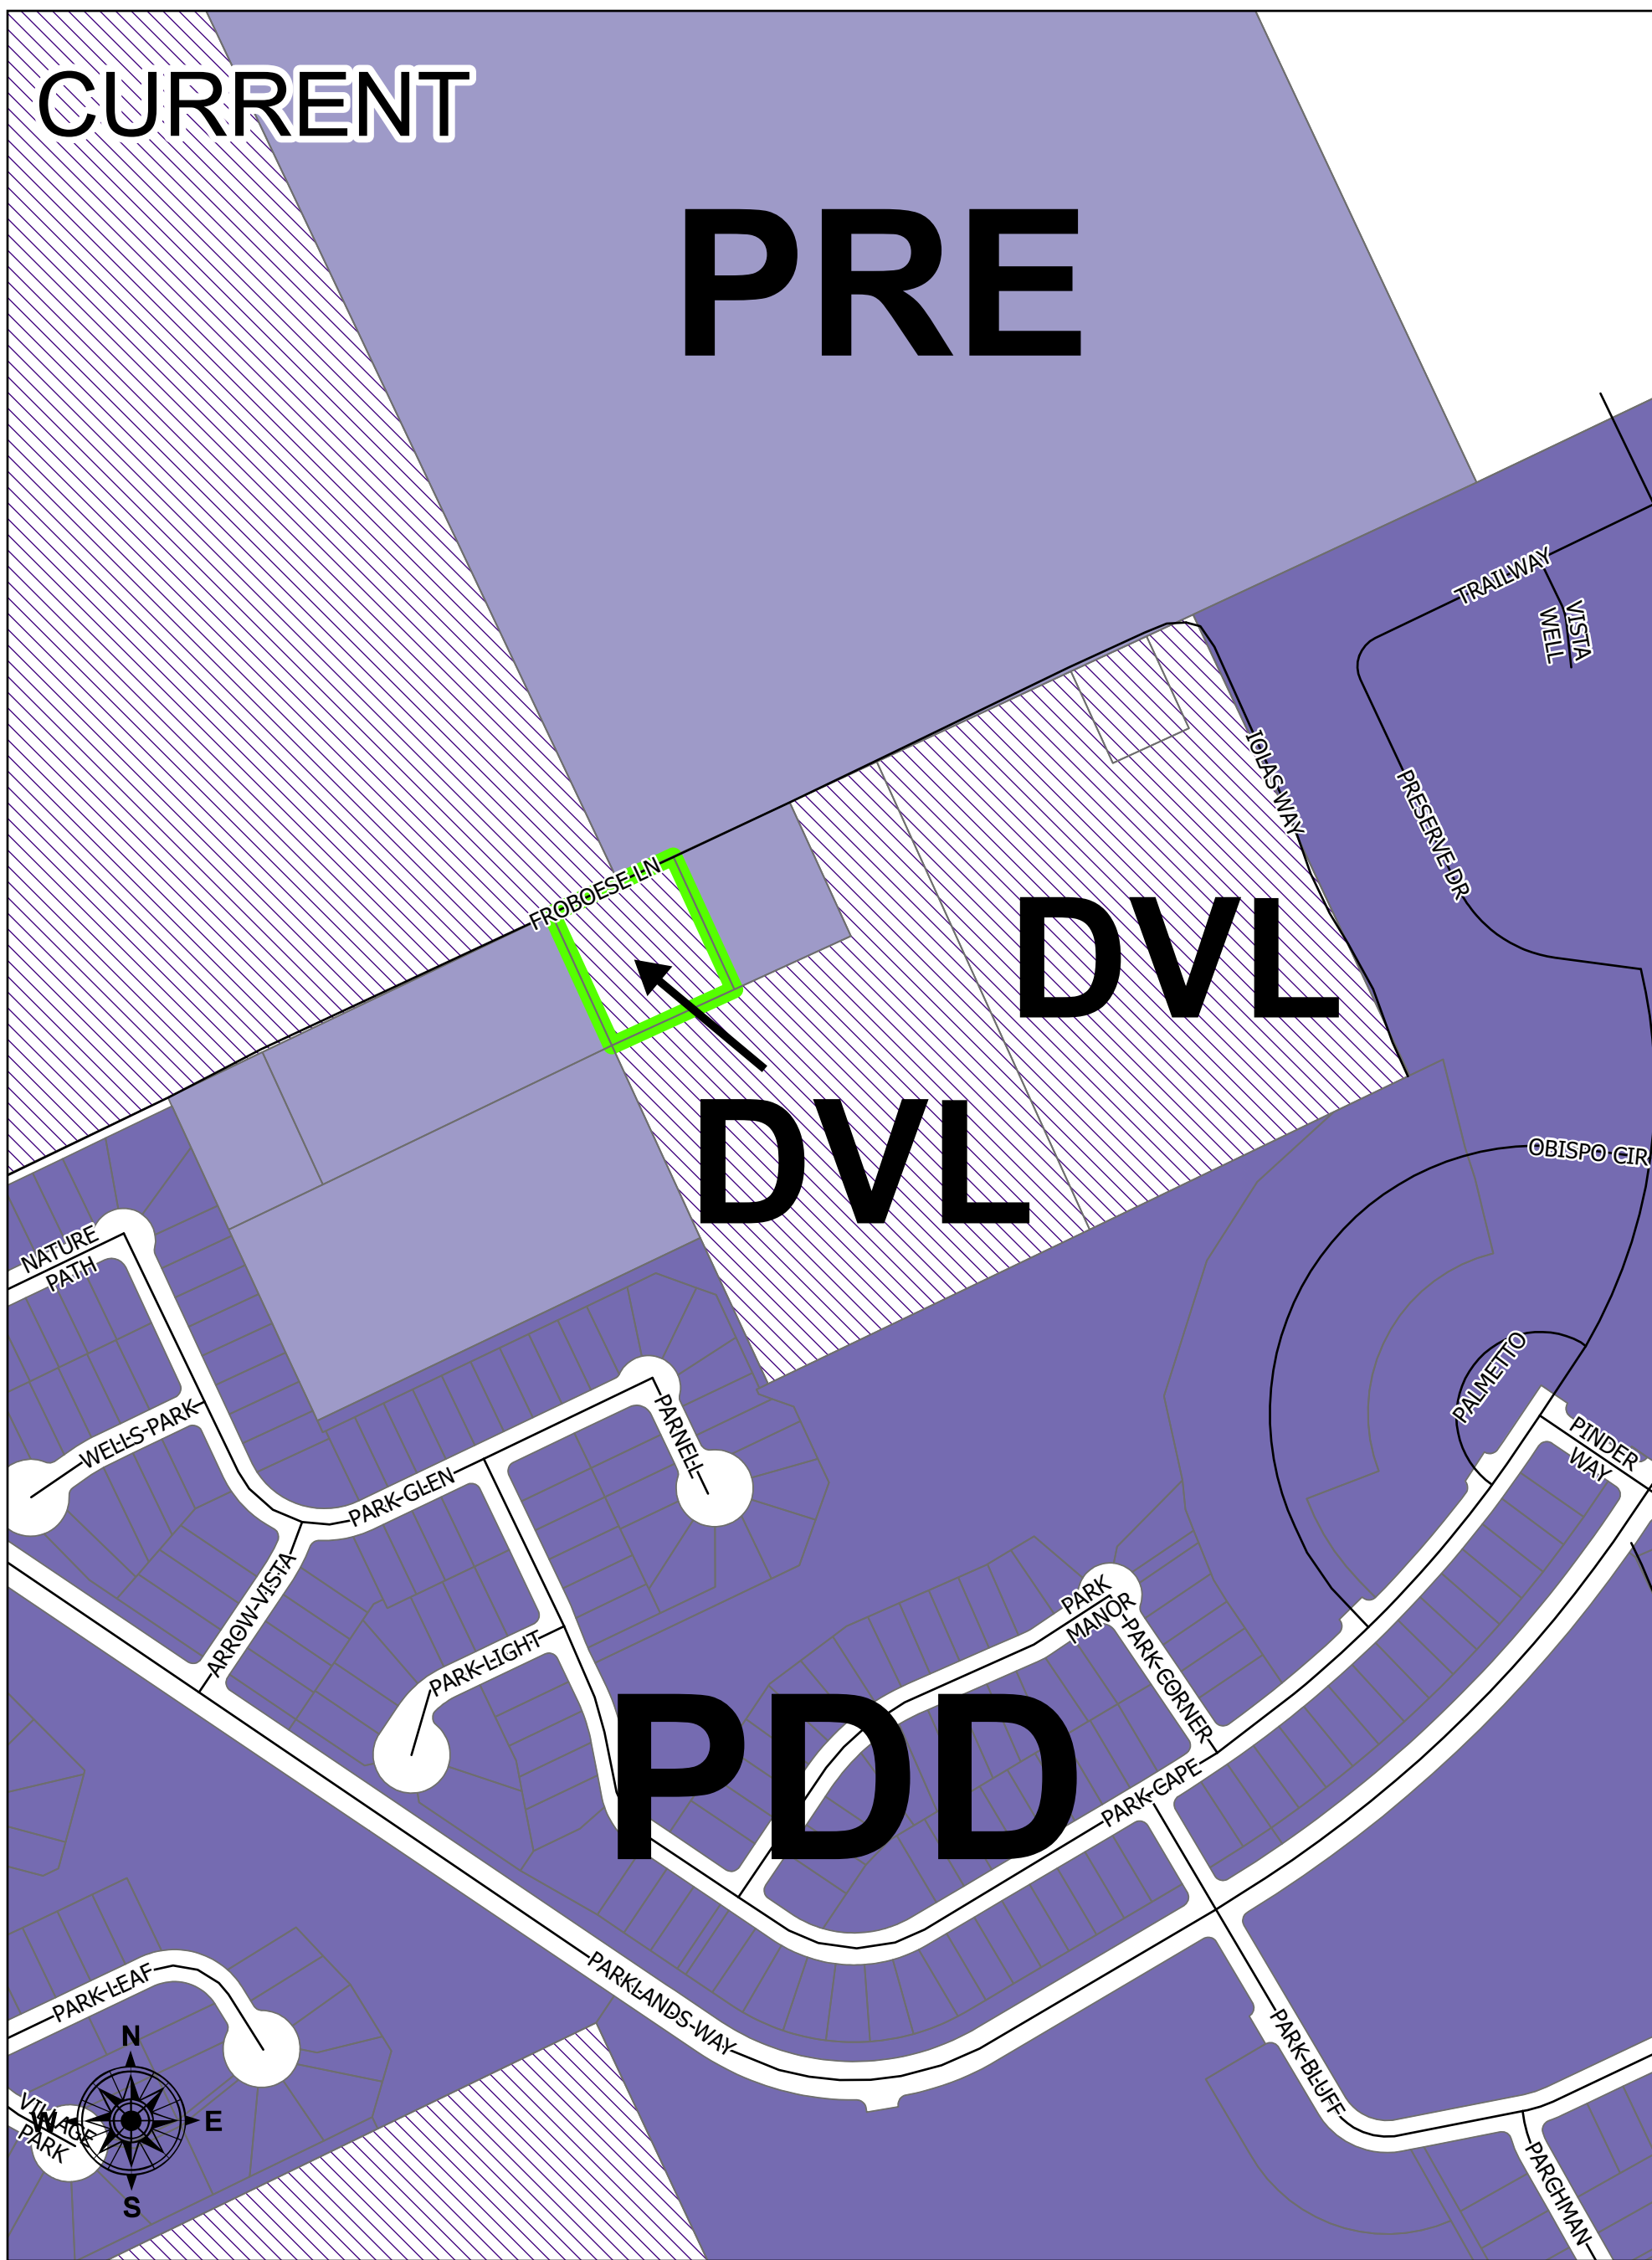 CURRENT
PRE
TRAILWAY
VISTA
WELL
IOLAS WAY
PRESERVE DR
FROBOESE LN
DVL
DVL
OBISPO CIR
NATURE
PATH
PALMETTO
WELLS PARK
PARNELL
PINDER
WAY
PARK GLEN
ARROW VISTA
PARK
MANOR
PARK LIGHT
PARK CORNER
PDD
PARK CAPE
PARKLANDS WAY
PARK LEAF
PARK BLUFF
N
W
E
S
VILLAGE
PARK
PARCHMAN